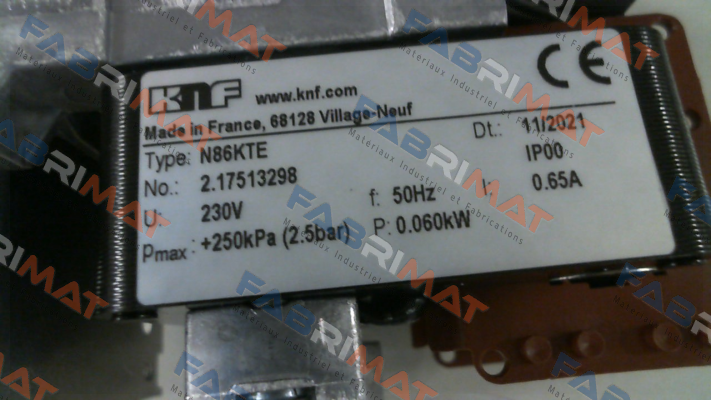 KNF www.knf.com CE
Made in France, 68128 Village-Neuf
Type: N86KTE Dt.: 11/2021
No.: 2.17513298 IP00
U: 230V f: 50Hz I: 0.65A
Pmax : +250kPa (2.5bar) P: 0.060kW
FABRIMAT
Materiaux Industriel et Fabrications